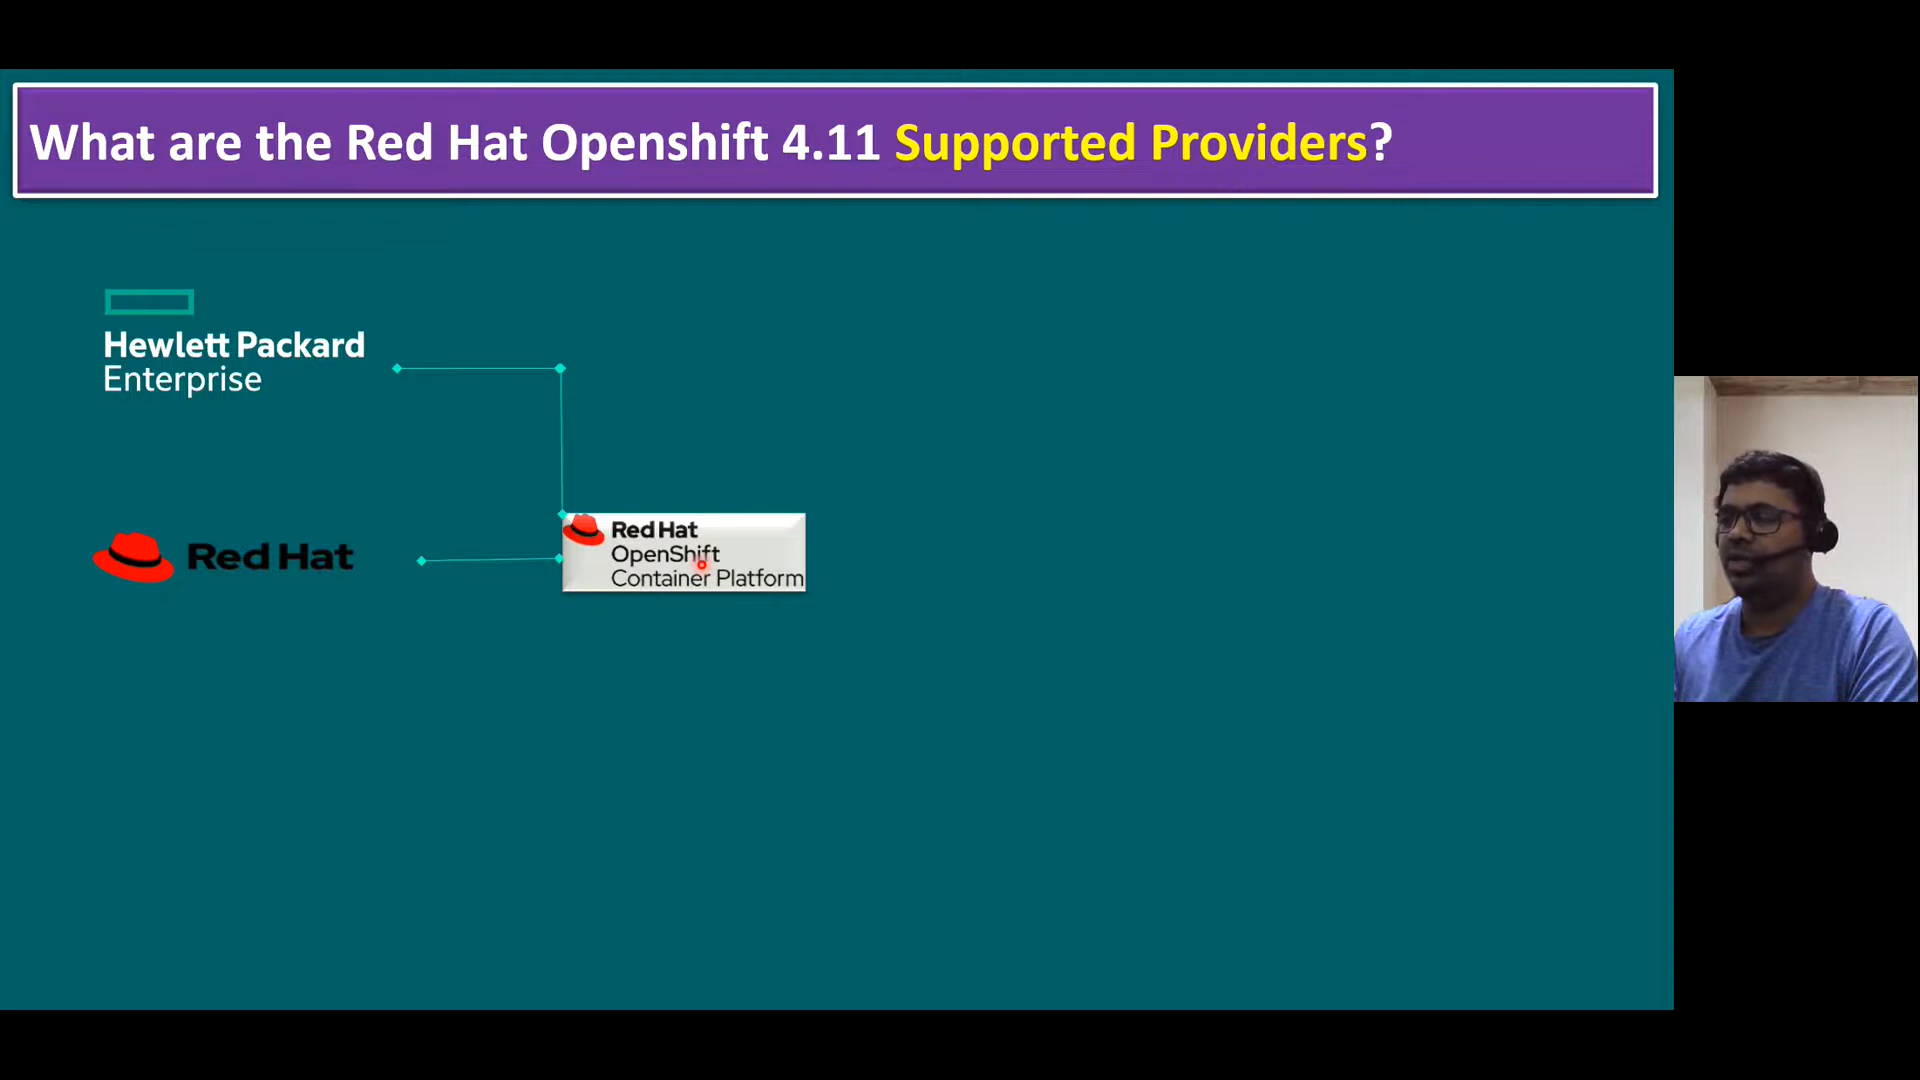 What are the Red Hat Openshift 4.11 Supported Providers?
Hewlett Packard
Enterprise
Red Hat
Red Hat
OpenShift
Container Platform